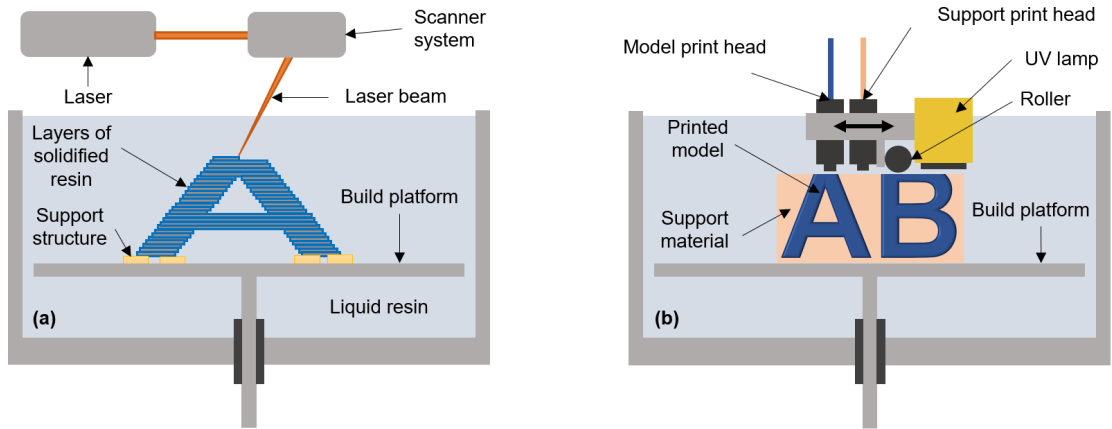 Scanner
system
Laser
Laser beam
Layers of
solidified
resin
Build platform
Support
structure
Liquid resin
(a)
Support print head
Model print head
UV lamp
Roller
Printed
model
Build platform
Support
material
AB
(b)